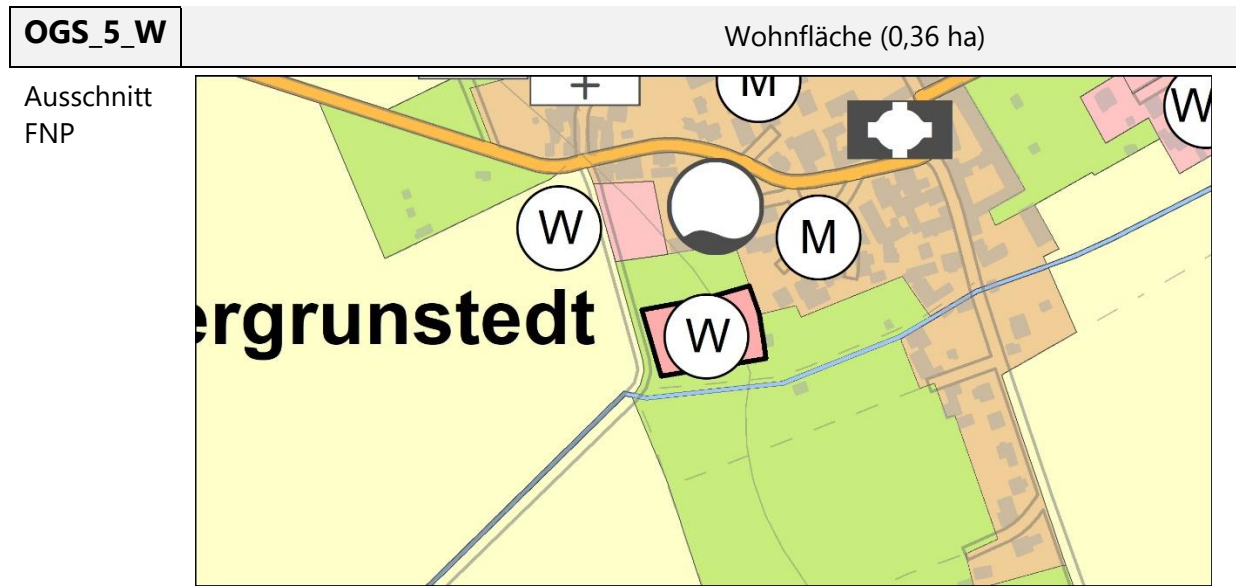 OGS_5_W
Wohnfläche (0,36 ha)
Ausschnitt
FNP
M
W
W
M
ergrunstedt
W